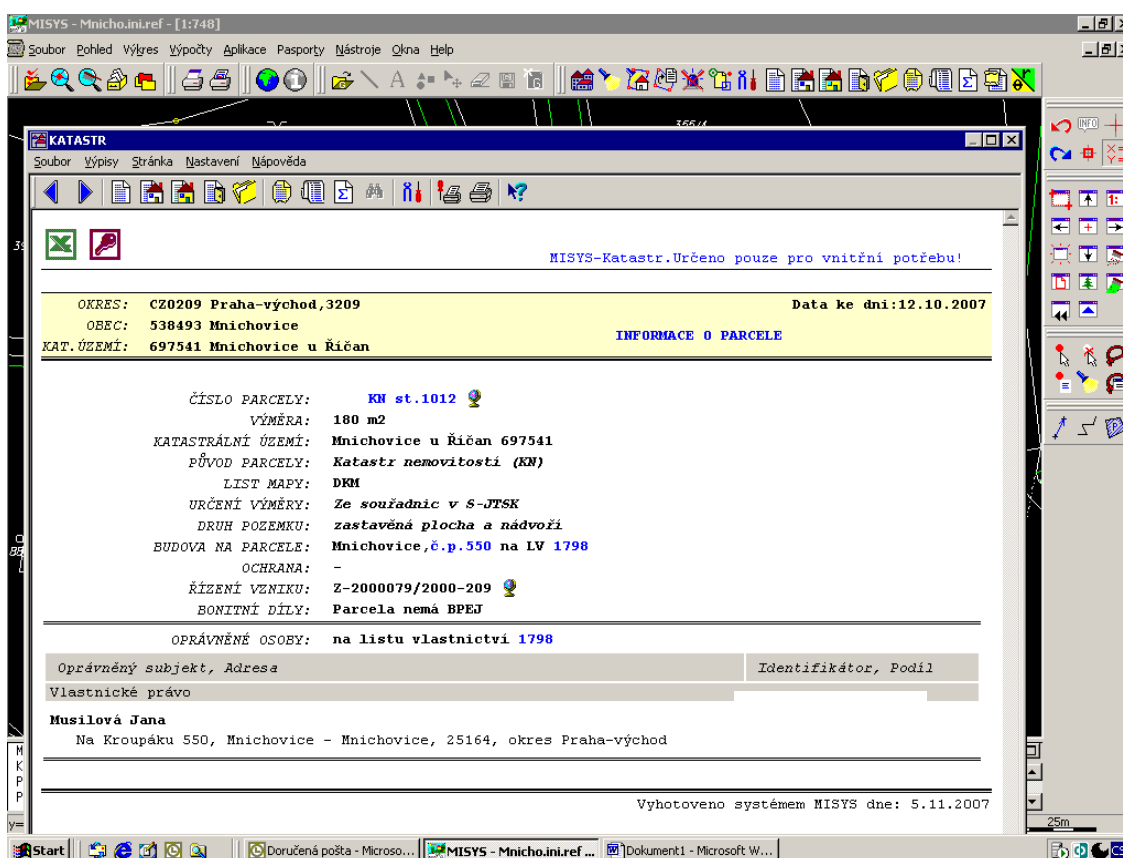 MISYS - Mnicho.ini.ref - [1:748]
Soubor Pohled Výkres Výpočty Aplikace Pasporty Nástroje Okna Help
355/4
KATASTR
Soubor Výpisy Stránka Nastavení Nápověda
INFO
MISYS-Katastr.Určeno pouze pro vnitřní potřebu!
OKRES: CZ0209 Praha-východ,3209 Data ke dni:12.10.2007
OBEC: 538493 Mnichovice
INFORMACE O PARCELE
KAT.ÚZEMÍ: 697541 Mnichovice u Říčan
ČÍSLO PARCELY: KN st.1012
VÝMĚRA: 180 m2
KATASTRÁLNÍ ÚZEMÍ: Mnichovice u Říčan 697541
PŮVOD PARCELY: Katastr nemovitostí (KN)
LIST MAPY: DKM
URČENÍ VÝMĚRY: Ze souřadnic v S-JTSK
DRUH POZEMKU: zastavěná plocha a nádvoří
BUDOVA NA PARCELE: Mnichovice,č.p.550 na LV 1798
OCHRANA: -
ŘÍZENÍ VZNIKU: Z-2000079/2000-209
BONITNÍ DÍLY: Parcela nemá BPEJ
OPRÁVNĚNÉ OSOBY: na listu vlastnictví 1798
Oprávněný subjekt, Adresa Identifikátor, Podíl
Vlastnické právo
Musilová Jana
Na Kroupáku 550, Mnichovice - Mnichovice, 25164, okres Praha-východ
Vyhotoveno systémem MISYS dne: 5.11.2007
M
K
P
P
y=
25m
Start Doručená pošta - Microso... MISYS - Mnicho.ini.ref ... Dokument1 - Microsoft W... CS